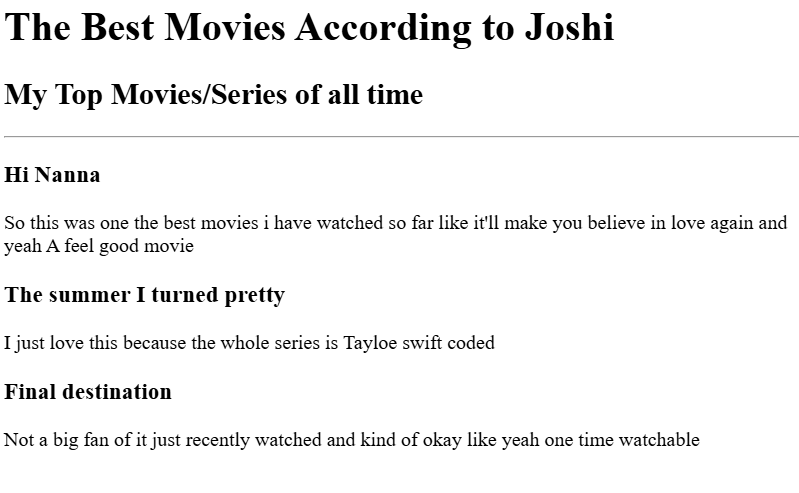 The Best Movies According to Joshi
My Top Movies/Series of all time
Hi Nanna
So this was one the best movies i have watched so far like it'll make you believe in love again and
yeah A feel good movie
The summer I turned pretty
I just love this because the whole series is Tayloe swift coded
Final destination
Not a big fan of it just recently watched and kind of okay like yeah one time watchable